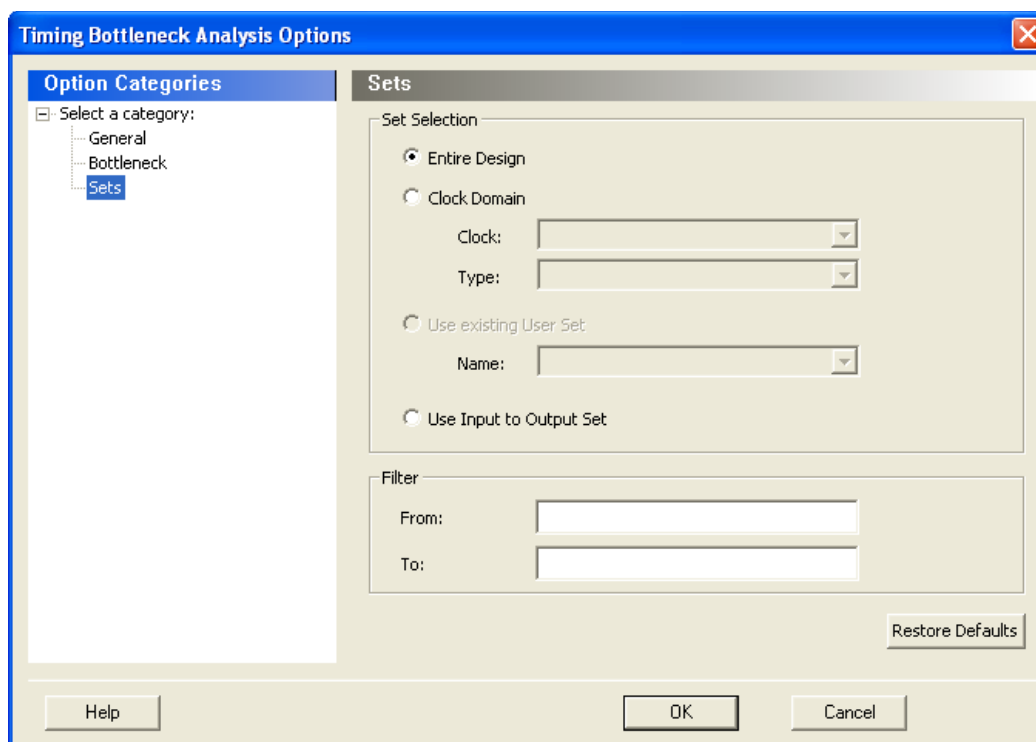 Timing Bottleneck Analysis Options
Option Categories
Select a category:
General
Bottleneck
Sets
Sets
Set Selection
Entire Design
Clock Domain
Clock:
Type:
Use existing User Set
Name:
Use Input to Output Set
Filter
From:
To:
Restore Defaults
Help
OK
Cancel